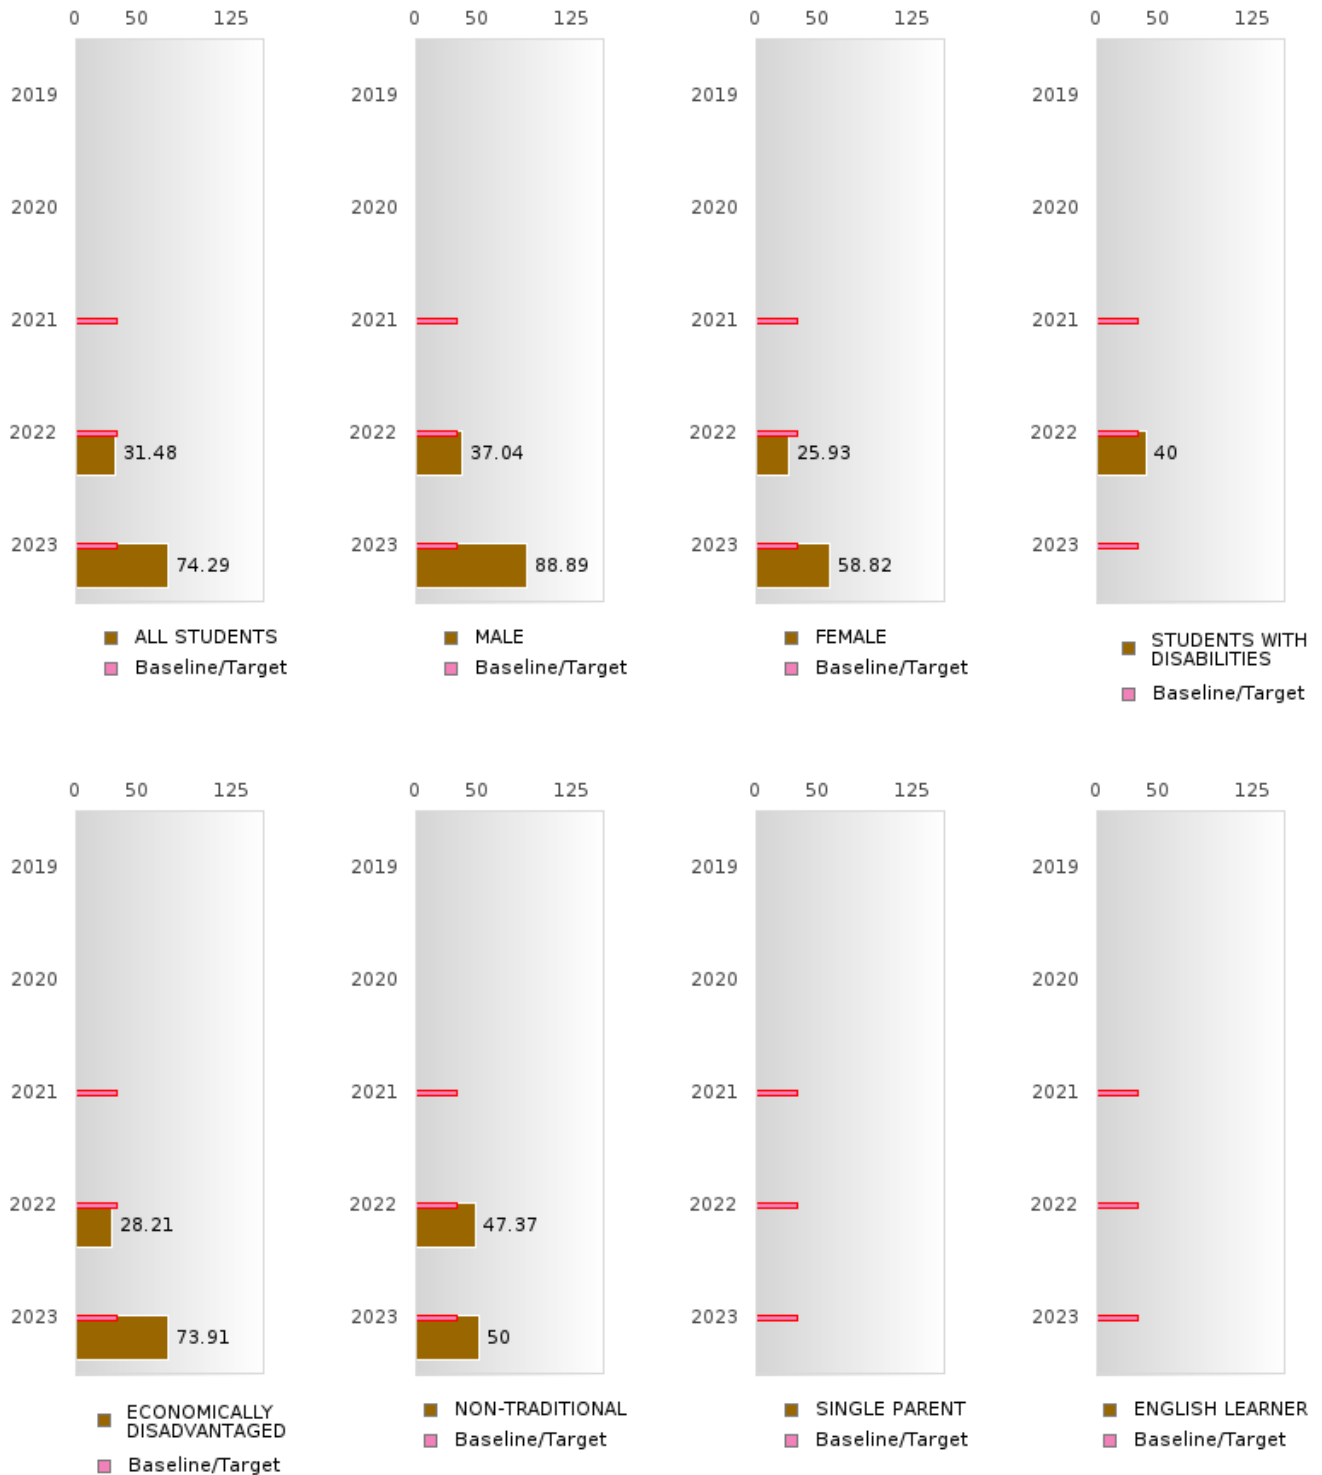 0 50 125 0 50 125 0 50 125 0 50 125
2019 2019 2019 2019
2020 2020 2020 2020
2021 2021 2021 2021
2022 31.48 2022 37.04 2022 25.93 2022 40
2023 74.29 2023 88.89 2023 58.82 2023
ALL STUDENTS MALE FEMALE STUDENTS WITH
DISABILITIES
Baseline/Target Baseline/Target Baseline/Target Baseline/Target
0 50 125 0 50 125 0 50 125 0 50 125
2019 2019 2019 2019
2020 2020 2020 2020
2021 2021 2021 2021
2022 28.21 2022 47.37 2022 2022
2023 73.91 2023 50 2023 2023
ECONOMICALLY NON-TRADITIONAL SINGLE PARENT ENGLISH LEARNER
DISADVANTAGED
Baseline/Target Baseline/Target Baseline/Target Baseline/Target